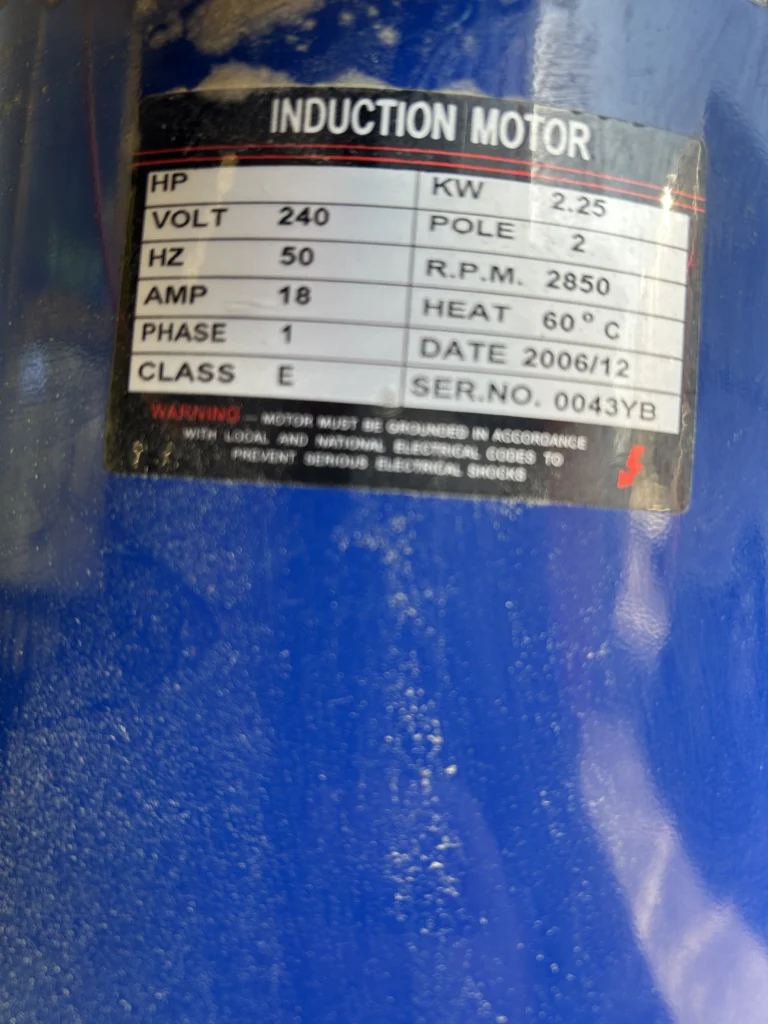 INDUCTION MOTOR
HP
VOLT 240
HZ 50
AMP 18
PHASE 1
CLASS E
KW 2.25
POLE 2
R.P.M. 2850
HEAT 60° C
DATE 2006/12
SER.NO. 0043YB
WARNING – MOTOR MUST BE GROUNDED IN ACCORDANCE
WITH LOCAL AND NATIONAL ELECTRICAL CODES TO
PREVENT SERIOUS ELECTRICAL SHOCKS